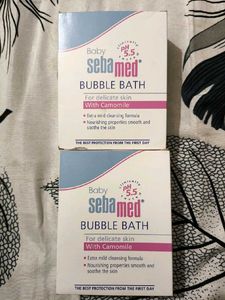 Baby
sebamed
pH
5.5
BUBBLE BATH
For delicate skin
With Camomile
• Extra mild cleansing formula
• Nourishing properties smooth and
soothe the skin
THE BEST PROTECTION FROM THE FIRST DAY
Baby
sebamed
pH
5.5
BUBBLE BATH
For delicate skin
With Camomile
• Extra mild cleansing formula
• Nourishing properties smooth and
soothe the skin
THE BEST PROTECTION FROM THE FIRST DAY